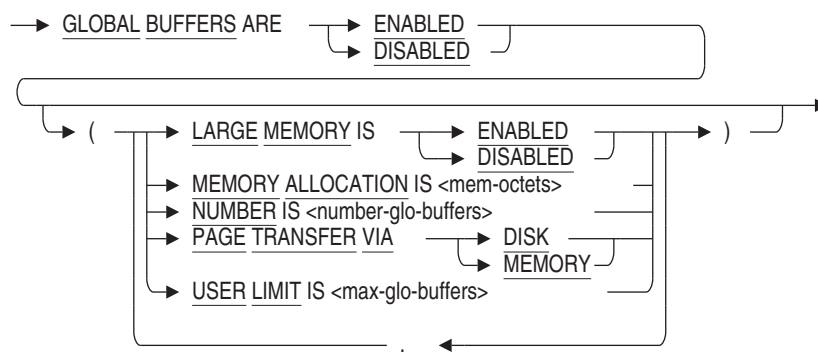 GLOBAL BUFFERS ARE ENABLED
DISABLED
( LARGE MEMORY IS ENABLED )
DISABLED
MEMORY ALLOCATION IS <mem-octets>
NUMBER IS <number-glo-buffers>
PAGE TRANSFER VIA DISK
MEMORY
USER LIMIT IS <max-glo-buffers>
,